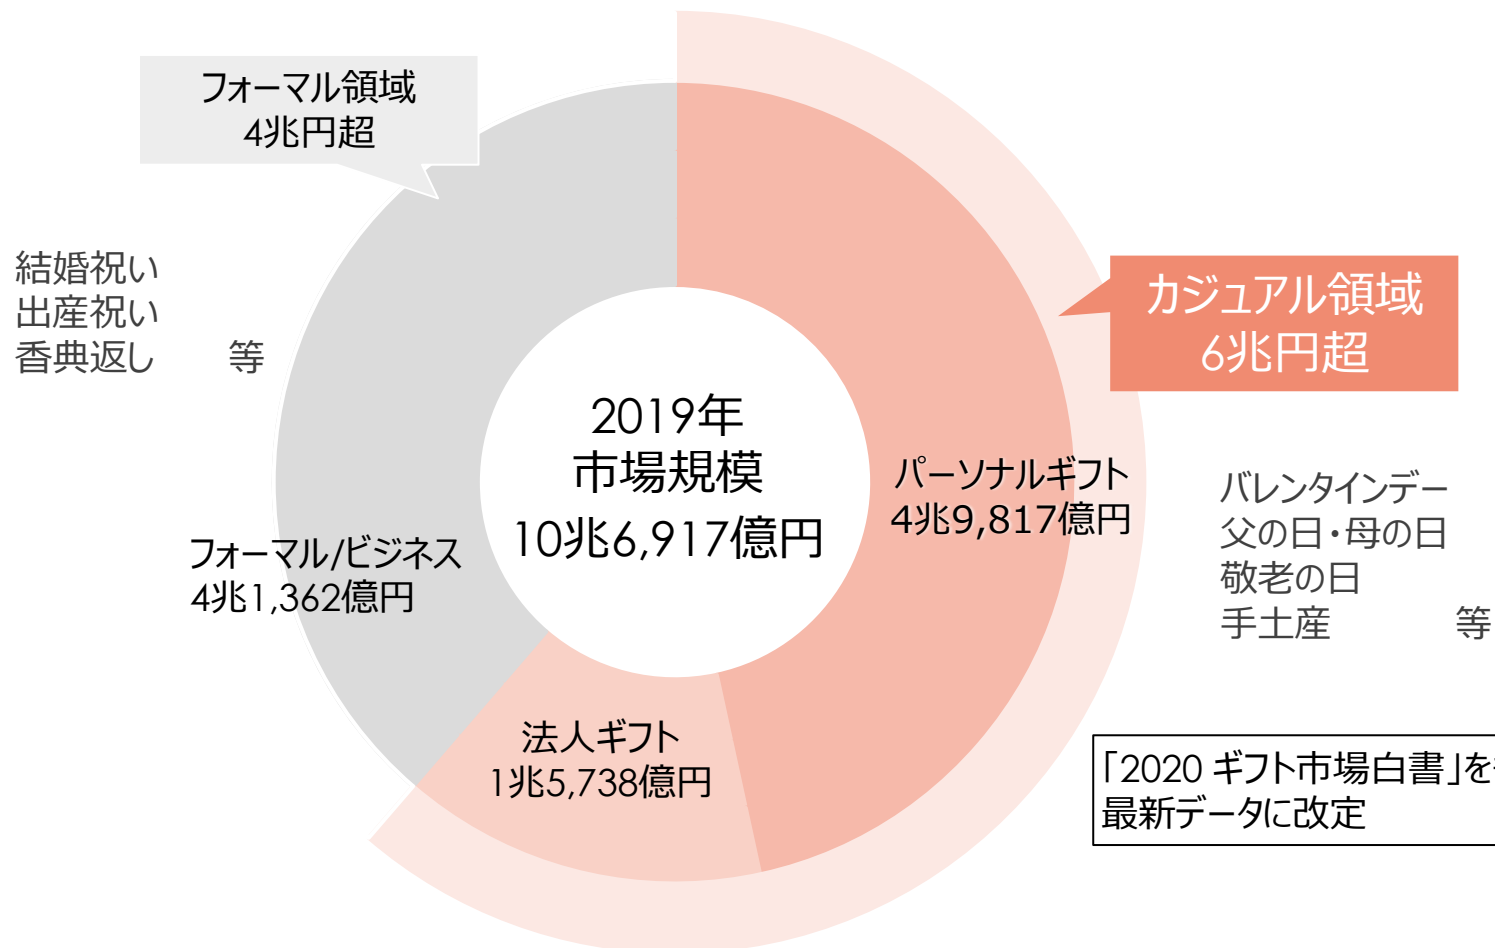 フォーマル領域
4兆円超
結婚祝い
出産祝い
香典返し 等
カジュアル領域
6兆円超
2019年
市場規模
10兆6,917億円
パーソナルギフト
4兆9,817億円
バレンタインデー
父の日・母の日
敬老の日
手土産 等
フォーマル/ビジネス
4兆1,362億円
法人ギフト
1兆5,738億円
「2020 ギフト市場白書」を
最新データに改定